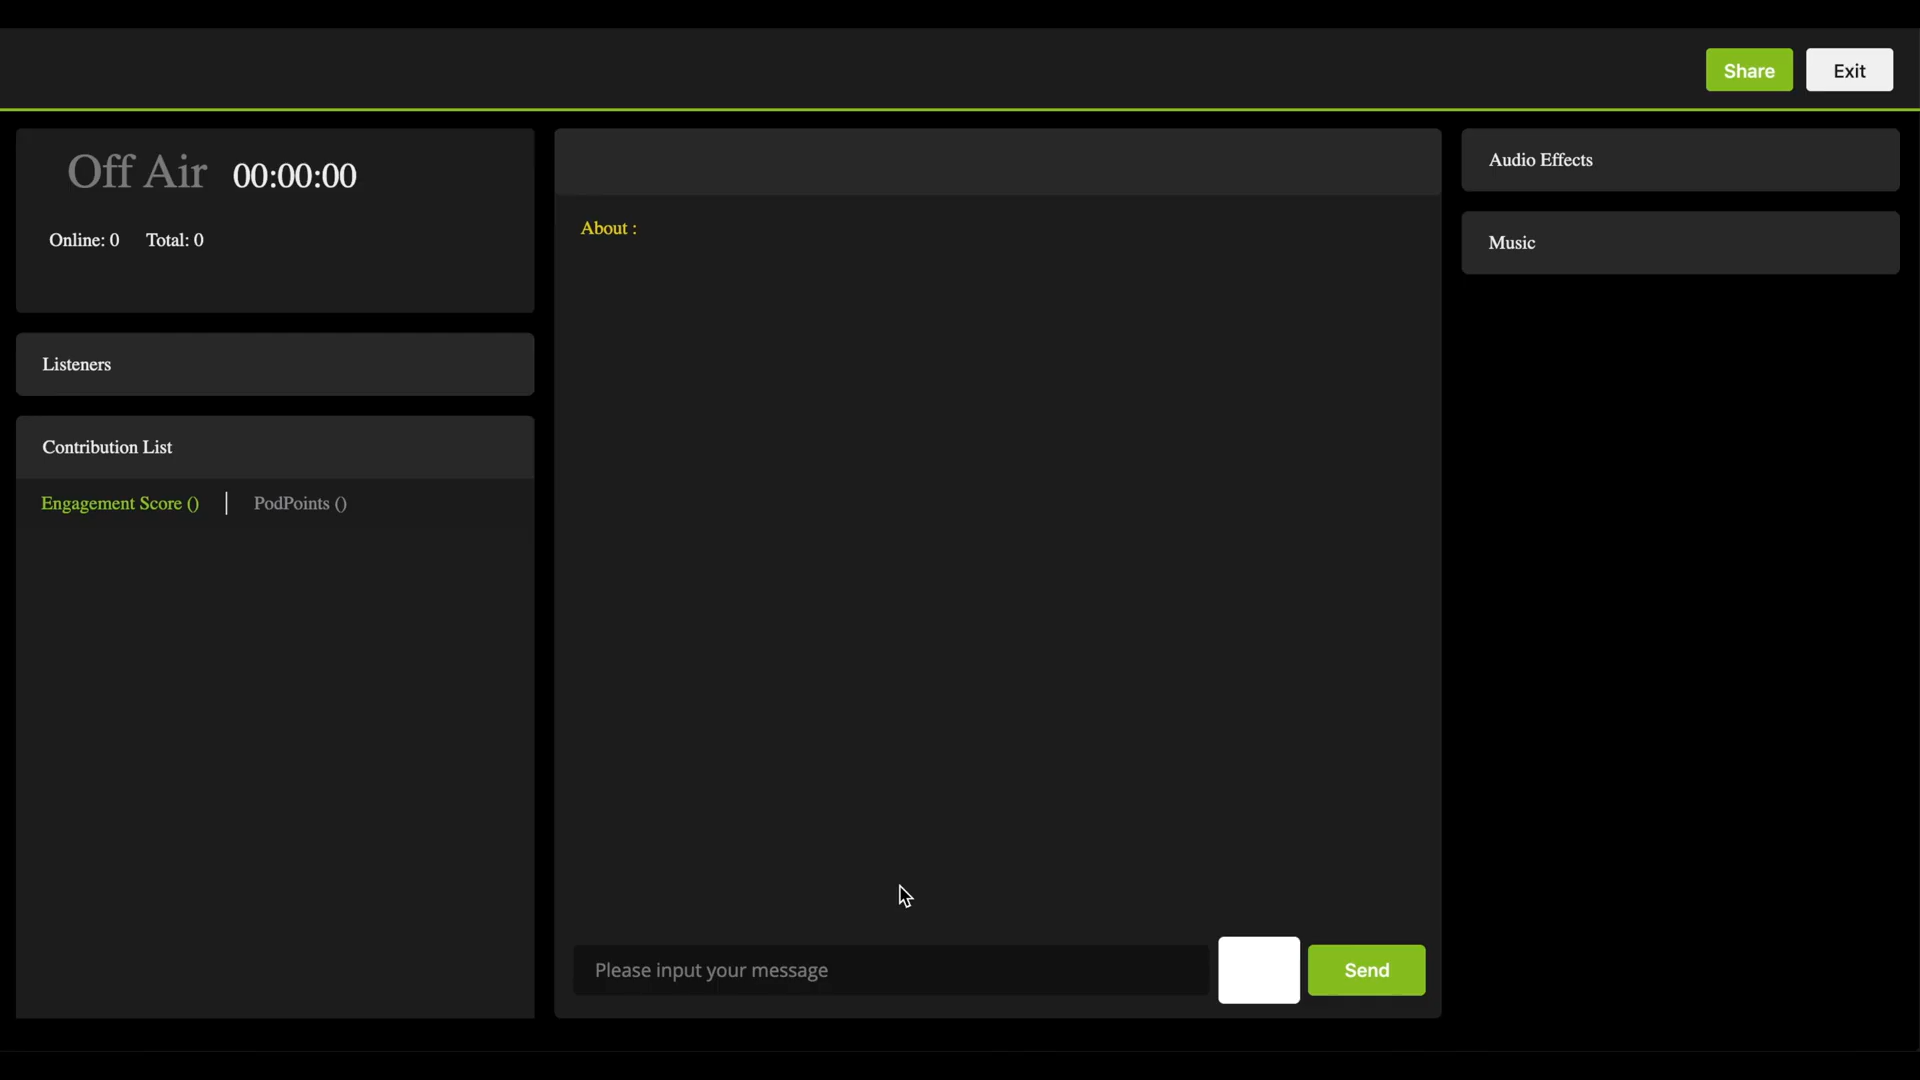 Share Exit
Off Air 00:00:00
Online: 0 Total: 0
Listeners
Contribution List
Engagement Score () | PodPoints ()
About :
Please input your message
Send
Audio Effects
Music